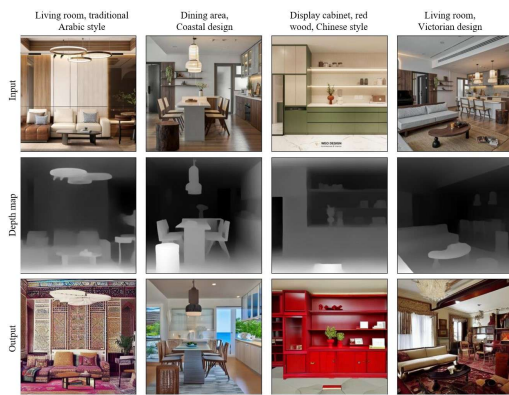 Living room, traditional
Arabic style
Dining area,
Coastal design
Display cabinet, red
wood, Chinese style
Living room,
Victorian design
Input
Depth map
Output